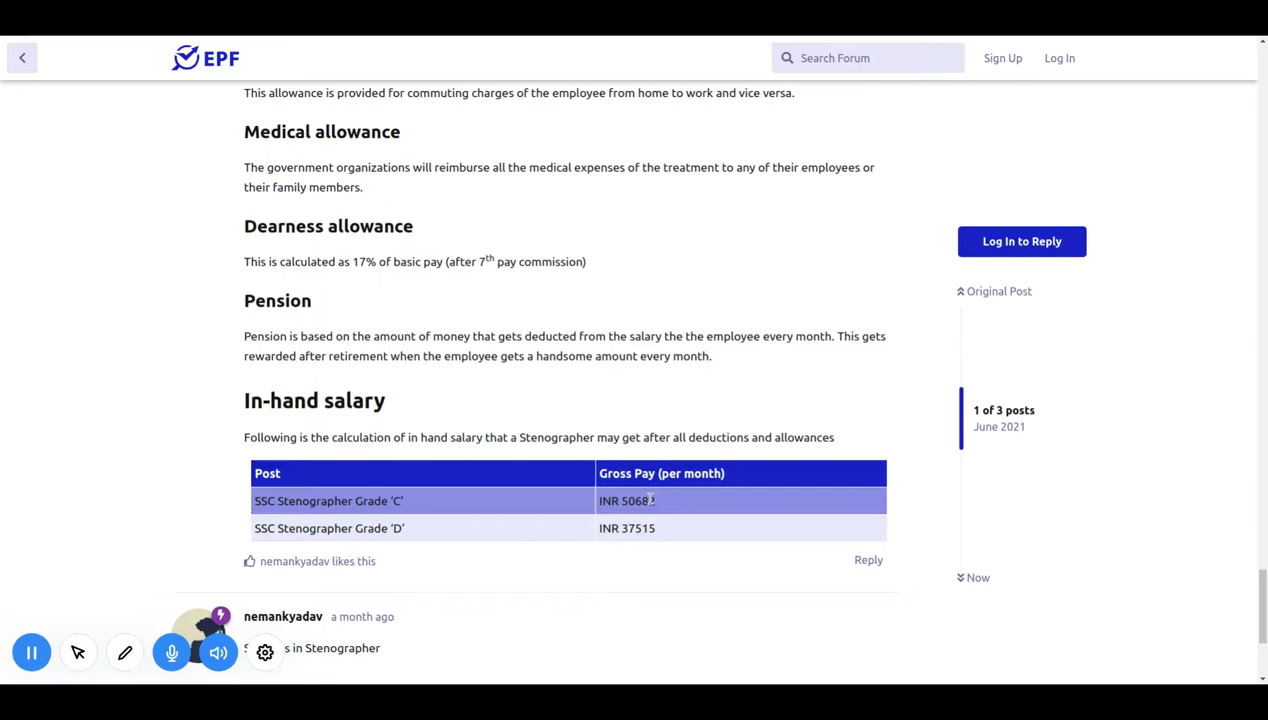 EPF
Search Forum
Sign Up
Log In
This allowance is provided for commuting charges of the employee from home to work and vice versa.
Medical allowance
The government organizations will reimburse all the medical expenses of the treatment to any of their employees or
their family members.
Dearness allowance
This is calculated as 17% of basic pay (after 7th pay commission)
Pension
Pension is based on the amount of money that gets deducted from the salary the the employee every month. This gets
rewarded after retirement when the employee gets a handsome amount every month.
In-hand salary
Following is the calculation of in hand salary that a Stenographer may get after all deductions and allowances
Post Gross Pay (per month)
SSC Stenographer Grade ‘C’ INR 50682
SSC Stenographer Grade ‘D’ INR 37515
nemankyadav likes this
Reply
Log In to Reply
Original Post
1 of 3 posts
June 2021
Now
nemankyadav a month ago
in Stenographer